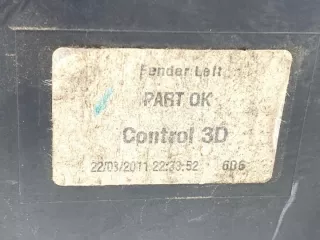 Fender Left
PART OK
Control 3D
22/03/2011 22:33:52 606